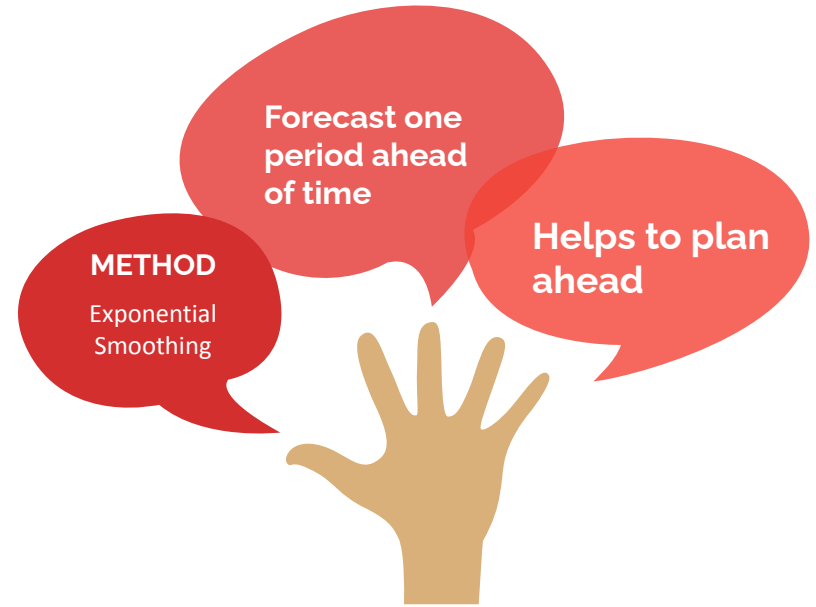 METHOD
Exponential
Smoothing
Forecast one
period ahead
of time
Helps to plan
ahead